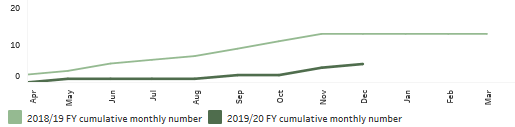 20
10
0
Apr May Jun Jul Aug Sep Oct Nov Dec Jan Feb Mar
2018/19 FY cumulative monthly number 2019/20 FY cumulative monthly number